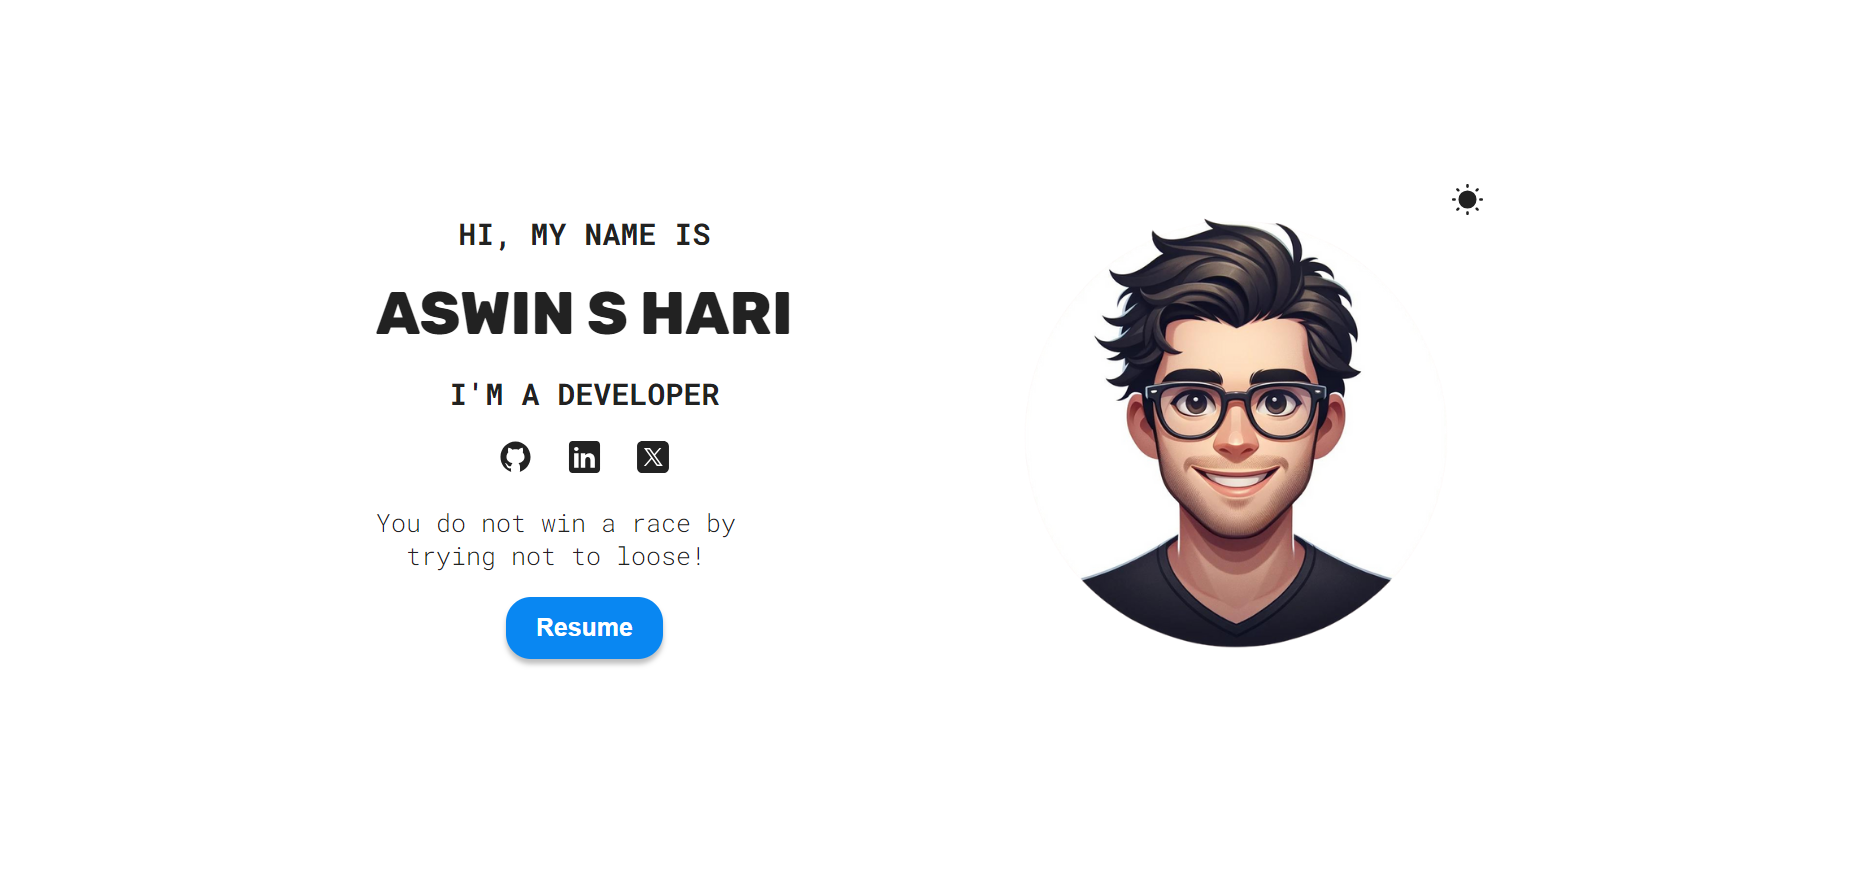 HI, MY NAME IS
ASWIN S HARI
I'M A DEVELOPER
in X
You do not win a race by
trying not to loose!
Resume